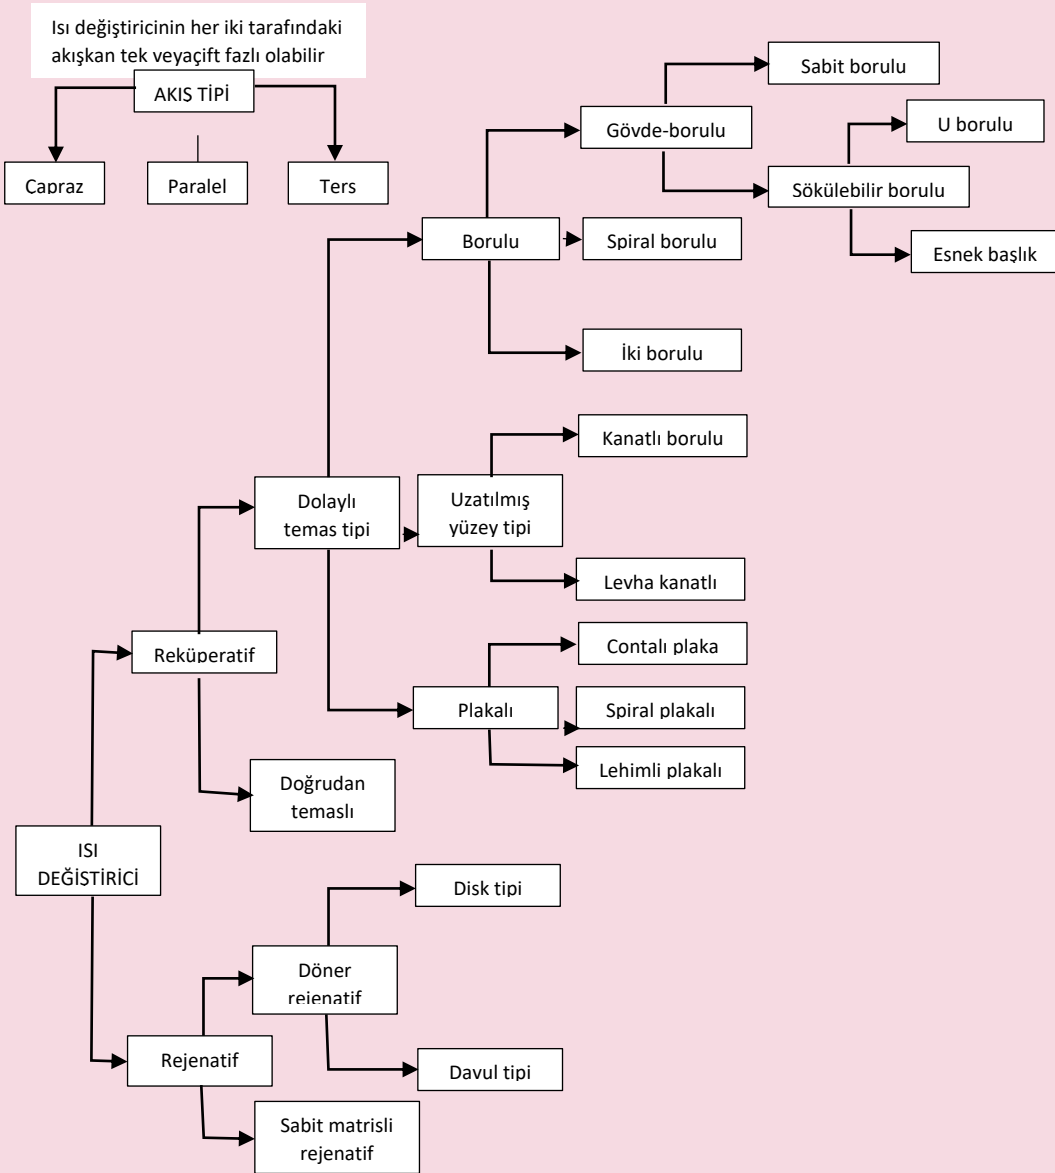 Isı değiştiricinin her iki tarafındaki
akışkan tek veyaçift fazlı olabilir
AKIŞ TİPİ
Çapraz
Paralel
Ters
Sabit borulu
Gövde-borulu
U borulu
Sökülebilir borulu
Borulu
Spiral borulu
Esnek başlık
İki borulu
Kanatlı borulu
Dolaylı
temas tipi
Uzatılmış
yüzey tipi
Levha kanatlı
Reküperatif
Contalı plaka
Plakalı
Spiral plakalı
Lehimli plakalı
Doğrudan
temaslı
ISI
DEĞİŞTİRİCİ
Disk tipi
Döner
rejenatif
Rejenatif
Davul tipi
Sabit matrisli
rejenatif